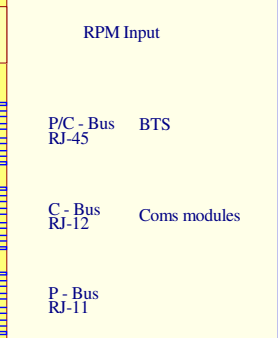 RPM Input
P/C - Bus BTS
RJ-45
C - Bus
RJ-12 Coms modules
P - Bus
RJ-11